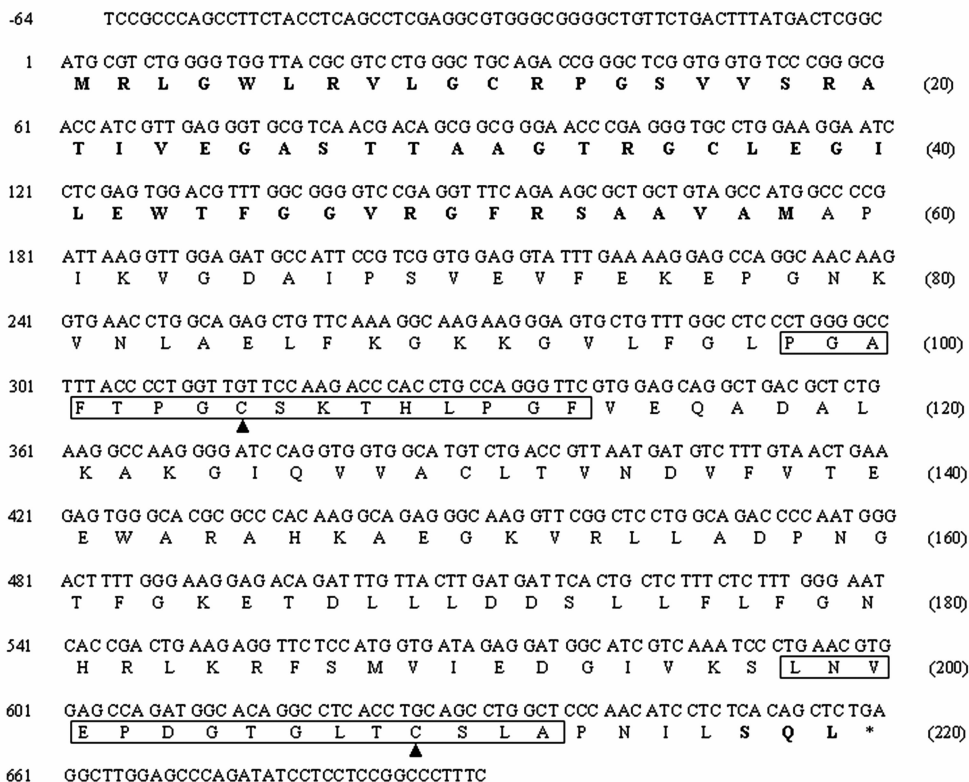 -64 TCCGCCCAGCCTTCTACCTCAGCCTCGAGGCGTGGGCGGGGCTGTTCTGACTTTATGACTCGGC
1 ATG CGT CTG GGG TGG TTA CGC GTC CTG GGC TGC AGA CCG GGC TCG GTG GTG TCC CGG GCG
M R L G W L R V L G C R P G S V V S R A (20)
61 ACC ATC GTT GAG GGT GCG TCA ACG ACA GCG GCG GGA ACC CGA GGG TGC CTG GAA GGA ATC
T I V E G A S T T A A G T R G C L E G I (40)
121 CTC GAG TGG ACG TTT GGC GGG GTC CGA GGT TTC AGA AGC GCT GCT GTA GCC ATG GCC CCG
L E W T F G G V R G F R S A A V A M A P (60)
181 ATT AAG GTT GGA GAT GCC ATT CCG TCG GTG GAG GTA TTT GAA AAG GAG CCA GGC AAC AAG
I K V G D A I P S V E V F E K E P G N K (80)
241 GTG AAC CTG GCA GAG CTG TTC AAA GGC AAG AAG GGA GTG CTG TTT GGC CTC CCT GGG GCC
V N L A E L F K G K K G V L F G L P G A (100)
301 TTT ACC CCT GGT TGT TCC AAG ACC CAC CTG CCA GGG TTC GTG GAG CAG GCT GAC GCT CTG
F T P G C S K T H L P G F V E Q A D A L (120)
361 AAG GCC AAG GGG ATC CAG GTG GTG GCA TGT CTG ACC GTT AAT GAT GTC TTT GTA ACT GAA
K A K G I Q V V A C L T V N D V F V T E (140)
421 GAG TGG GCA CGC GCC CAC AAG GCA GAG GGC AAG GTT CGG CTC CTG GCA GAC CCC AAT GGG
E W A R A H K A E G K V R L L A D P N G (160)
481 ACT TTT GGG AAG GAG ACA GAT TTG TTA CTT GAT GAT TCA CTG CTC TTT CTC TTT GGG AAT
T F G K E T D L L L D D S L L F L F G N (180)
541 CAC CGA CTG AAG AGG TTC TCC ATG GTG ATA GAG GAT GGC ATC GTC AAA TCC CTG AAC GTG
H R L K R F S M V I E D G I V K S L N V (200)
601 GAG CCA GAT GGC ACA GGC CTC ACC TGC AGC CTG GCT CCC AAC ATC CTC TCA CAG CTC TGA
E P D G T G L T C S L A P N I L S Q L * (220)
661 GGCTTGGAGCCCAGATATCCTCCTCCGGCCCTTTC